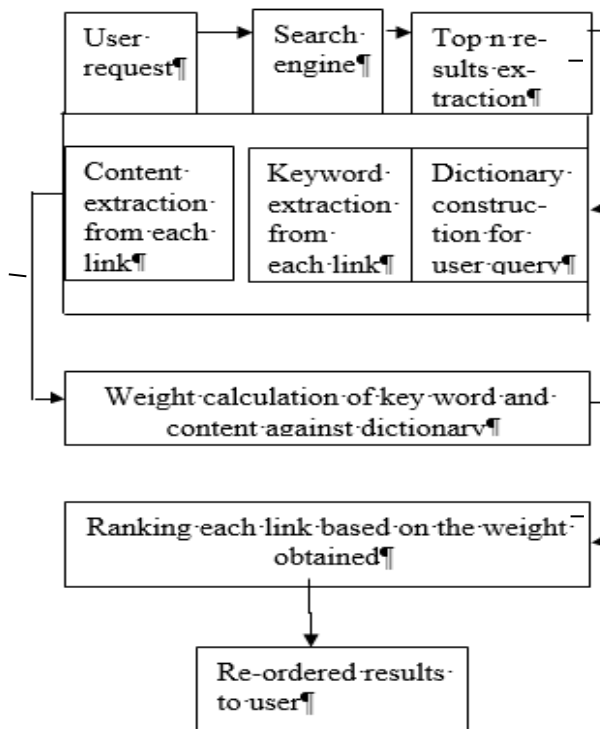 User·
request¶
Search·
engine¶
Top·n·re-
sults·ex-
traction¶
Content·
extraction·
from·each·
link¶
Keyword·
extraction·
from·
each·link¶
Dictionary·
construc-
tion·for·
user·query¶
Weight·calculation·of·key·word·and·
content·against·dictionary¶
Ranking·each·link·based·on·the·weight·
obtained¶
Re-ordered·results·
to·user¶